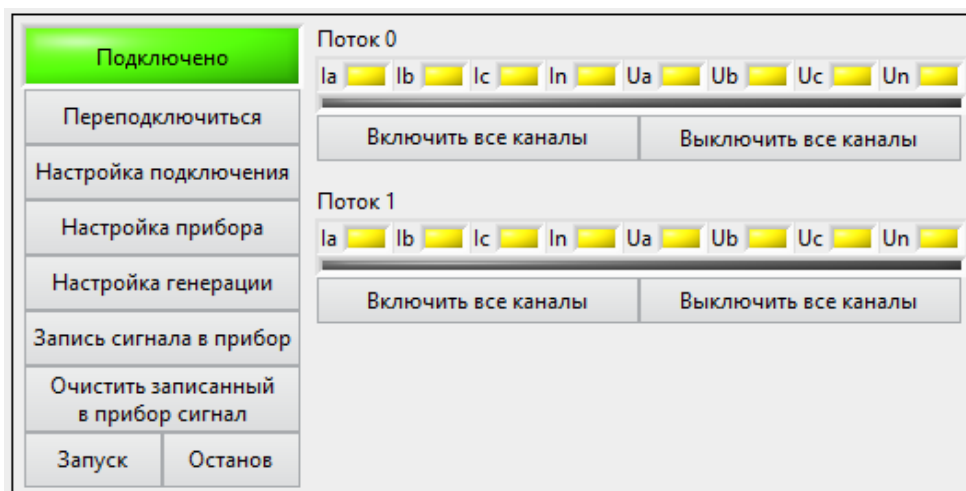 Подключено
Переподключиться
Настройка подключения
Настройка прибора
Настройка генерации
Запись сигнала в прибор
Очистить записанный
в прибор сигнал
Запуск Останов
Поток 0
Ia Ib Ic In Ua Ub Uc Un
Включить все каналы Выключить все каналы
Поток 1
Ia Ib Ic In Ua Ub Uc Un
Включить все каналы Выключить все каналы